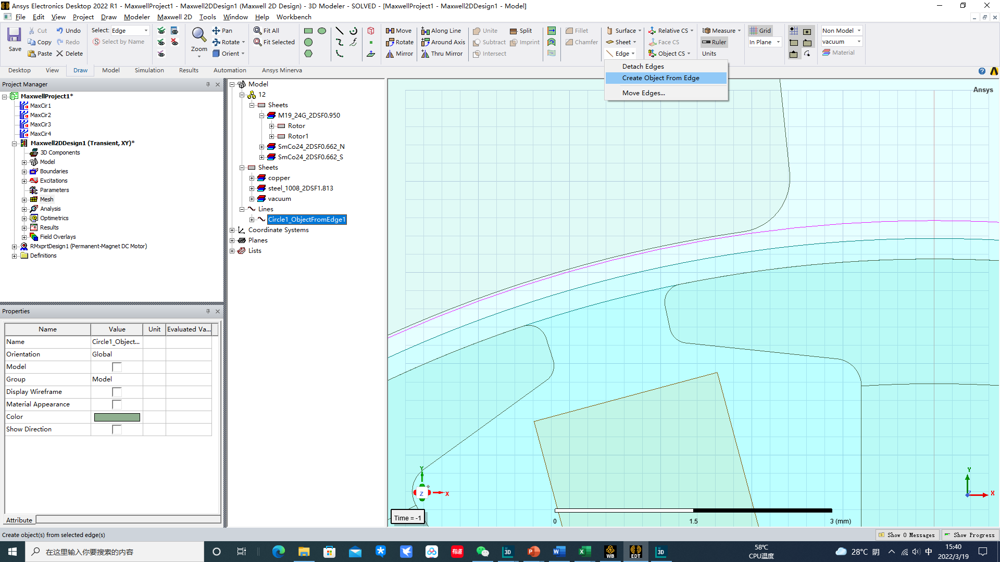 Ansys Electronics Desktop 2022 R1 - MaxwellProject1 - Maxwell2DDesign1 (Maxwell 2D Design) - 3D Modeler - SOLVED - [MaxwellProject1 - Maxwell2DDesign1 - Model]
File Edit View Project Draw Modeler Maxwell 2D Tools Window Help Workbench
Save
Cut
Copy
Paste
Undo
Redo
Delete
Select: Edge
Select by Name
Zoom
Pan
Rotate
Orient
Fit All
Fit Selected
Move
Rotate
Mirror
Along Line
Around Axis
Thru Mirror
Unite
Subtract
Intersect
Split
Imprint
Fillet
Chamfer
Surface
Sheet
Edge
Relative CS
Face CS
Object CS
Measure
Ruler
Units
Grid
In Plane
Non Model
vacuum
Material
Desktop View Draw Model Simulation Results Automation Ansys Minerva
Detach Edges
Create Object From Edge
Move Edges...
Project Manager
MaxwellProject1*
MaxCir1
MaxCir2
MaxCir3
MaxCir4
Maxwell2DDesign1 (Transient, XY)*
3D Components
Model
Boundaries
Excitations
Parameters
Mesh
Analysis
Optimetrics
Results
Field Overlays
RMxprtDesign1 (Permanent-Magnet DC Motor)
Definitions
Model
12
Sheets
M19_24G_2DSF0.950
Rotor
Rotor1
SmCo24_2DSF0.662_N
SmCo24_2DSF0.662_S
Sheets
copper
steel_1008_2DSF1.813
vacuum
Lines
Circle1_ObjectFromEdge1
Coordinate Systems
Planes
Lists
Properties
Name Value Unit Evaluated Va...
Name Circle1_Object...
Orientation Global
Model
Group Model
Display Wireframe
Material Appearance
Color
Show Direction
Attribute
Ansys
Y
Z
X
Time = -1
0 1.5 3 (mm)
Y
Z
X
Create object(s) from selected edge(s)
Show 0 Messages
Show Progress
在这里输入你要搜索的内容
有道
3D
P
W
X
WB
EDT
3D
58℃
CPU温度
28°C 阴
中
15:40
2022/3/19